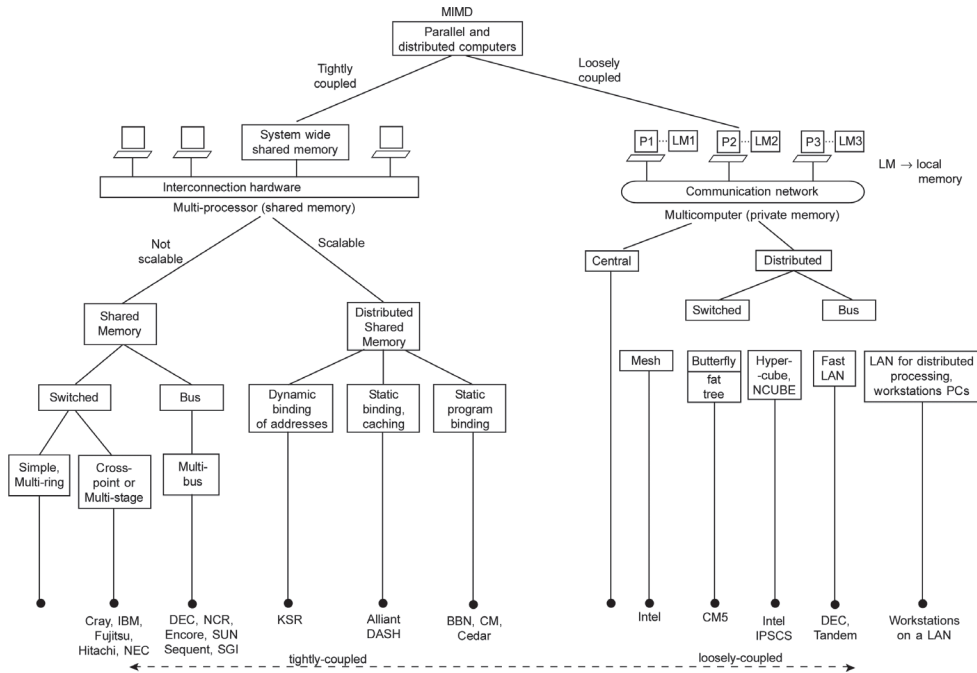 MIMD
Parallel and
distributed computers
Tightly
coupled
Loosely
coupled
System wide
shared memory
Interconnection hardware
Multi-processor (shared memory)
P1
LM1
P2
LM2
P3
LM3
LM → local
memory
Communication network
Multicomputer (private memory)
Not
scalable
Scalable
Central
Distributed
Switched
Bus
Shared
Memory
Distributed
Shared
Memory
Switched
Bus
Dynamic
binding
of addresses
Static
binding,
caching
Static
program
binding
Mesh
Butterfly
fat
tree
Hyper-
-cube,
NCUBE
Fast
LAN
LAN for distributed
processing,
workstations PCs
Simple,
Multi-ring
Cross-
point or
Multi-stage
Multi-
bus
Cray, IBM,
Fujitsu,
Hitachi, NEC
DEC, NCR,
Encore, SUN
Sequent, SGI
KSR
Alliant
DASH
BBN, CM,
Cedar
Intel
CM5
Intel
IPSCS
DEC,
Tandem
Workstations
on a LAN
tightly-coupled
loosely-coupled